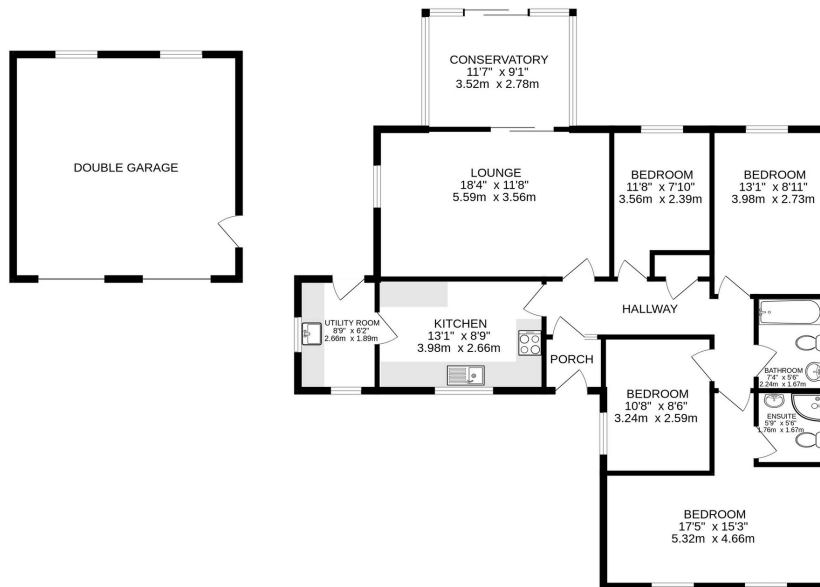 DOUBLE GARAGE
CONSERVATORY
11'7" x 9'1"
3.52m x 2.78m
LOUNGE
18'4" x 11'8"
5.59m x 3.56m
BEDROOM
11'8" x 7'10"
3.56m x 2.39m
BEDROOM
13'1" x 8'11"
3.98m x 2.73m
UTILITY ROOM
8'9" x 6'2"
2.66m x 1.89m
KITCHEN
13'1" x 8'9"
3.98m x 2.66m
HALLWAY
PORCH
BATHROOM
7'4" x 5'6"
2.24m x 1.67m
BEDROOM
10'8" x 8'6"
3.24m x 2.59m
ENSUITE
5'9" x 5'6"
1.76m x 1.67m
BEDROOM
17'5" x 15'3"
5.32m x 4.66m